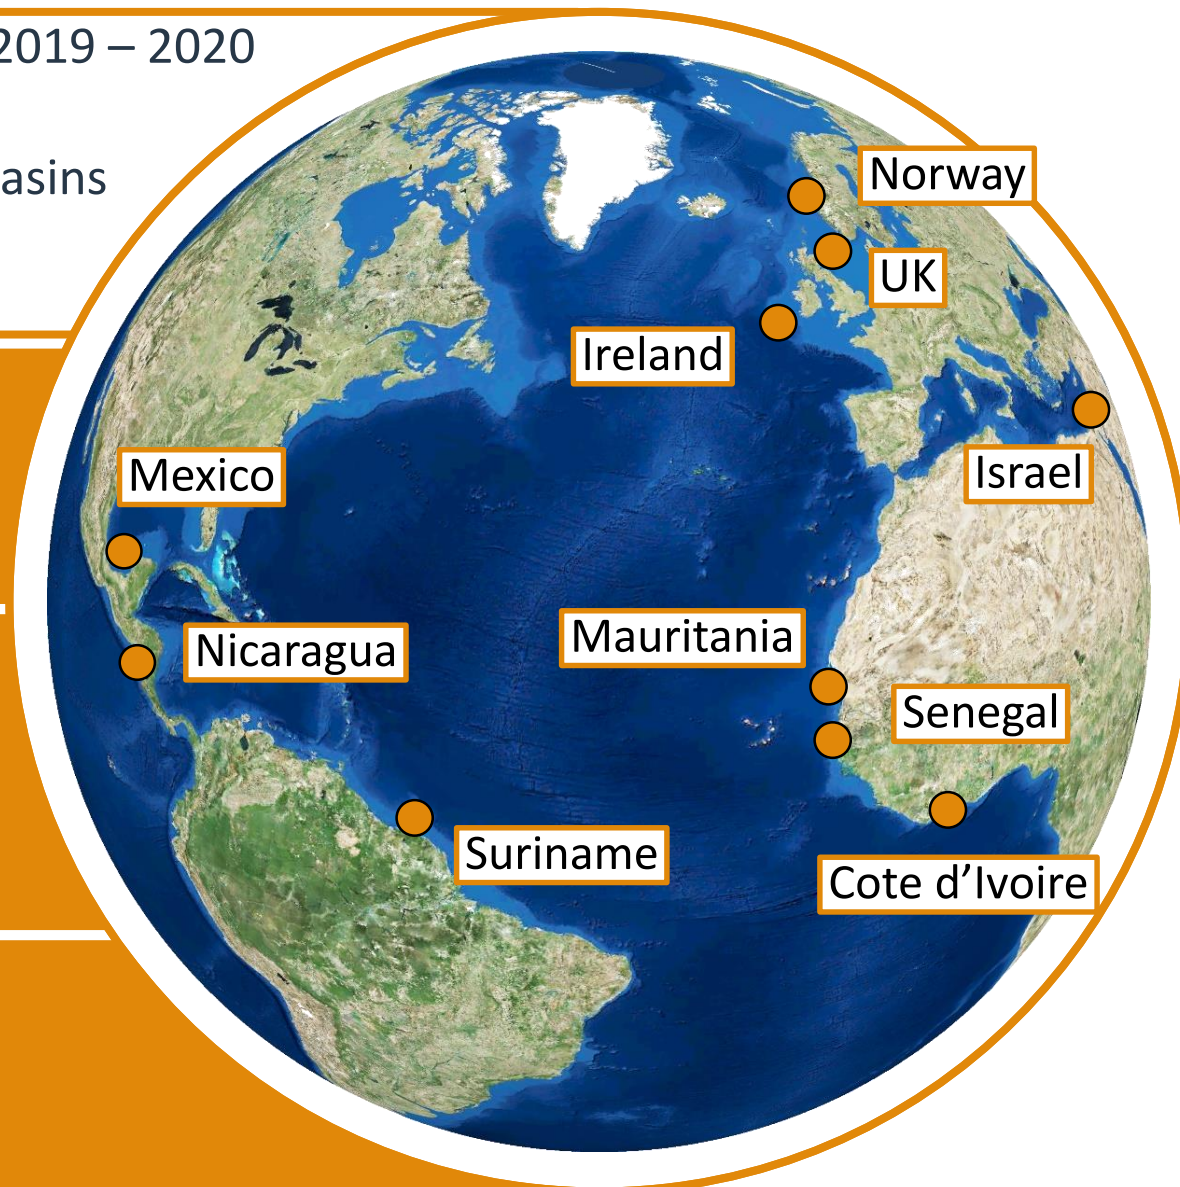 2019 – 2020
asins
Norway
UK
Ireland
Israel
Mexico
Mauritania
Nicaragua
Senegal
Suriname
Cote d’Ivoire